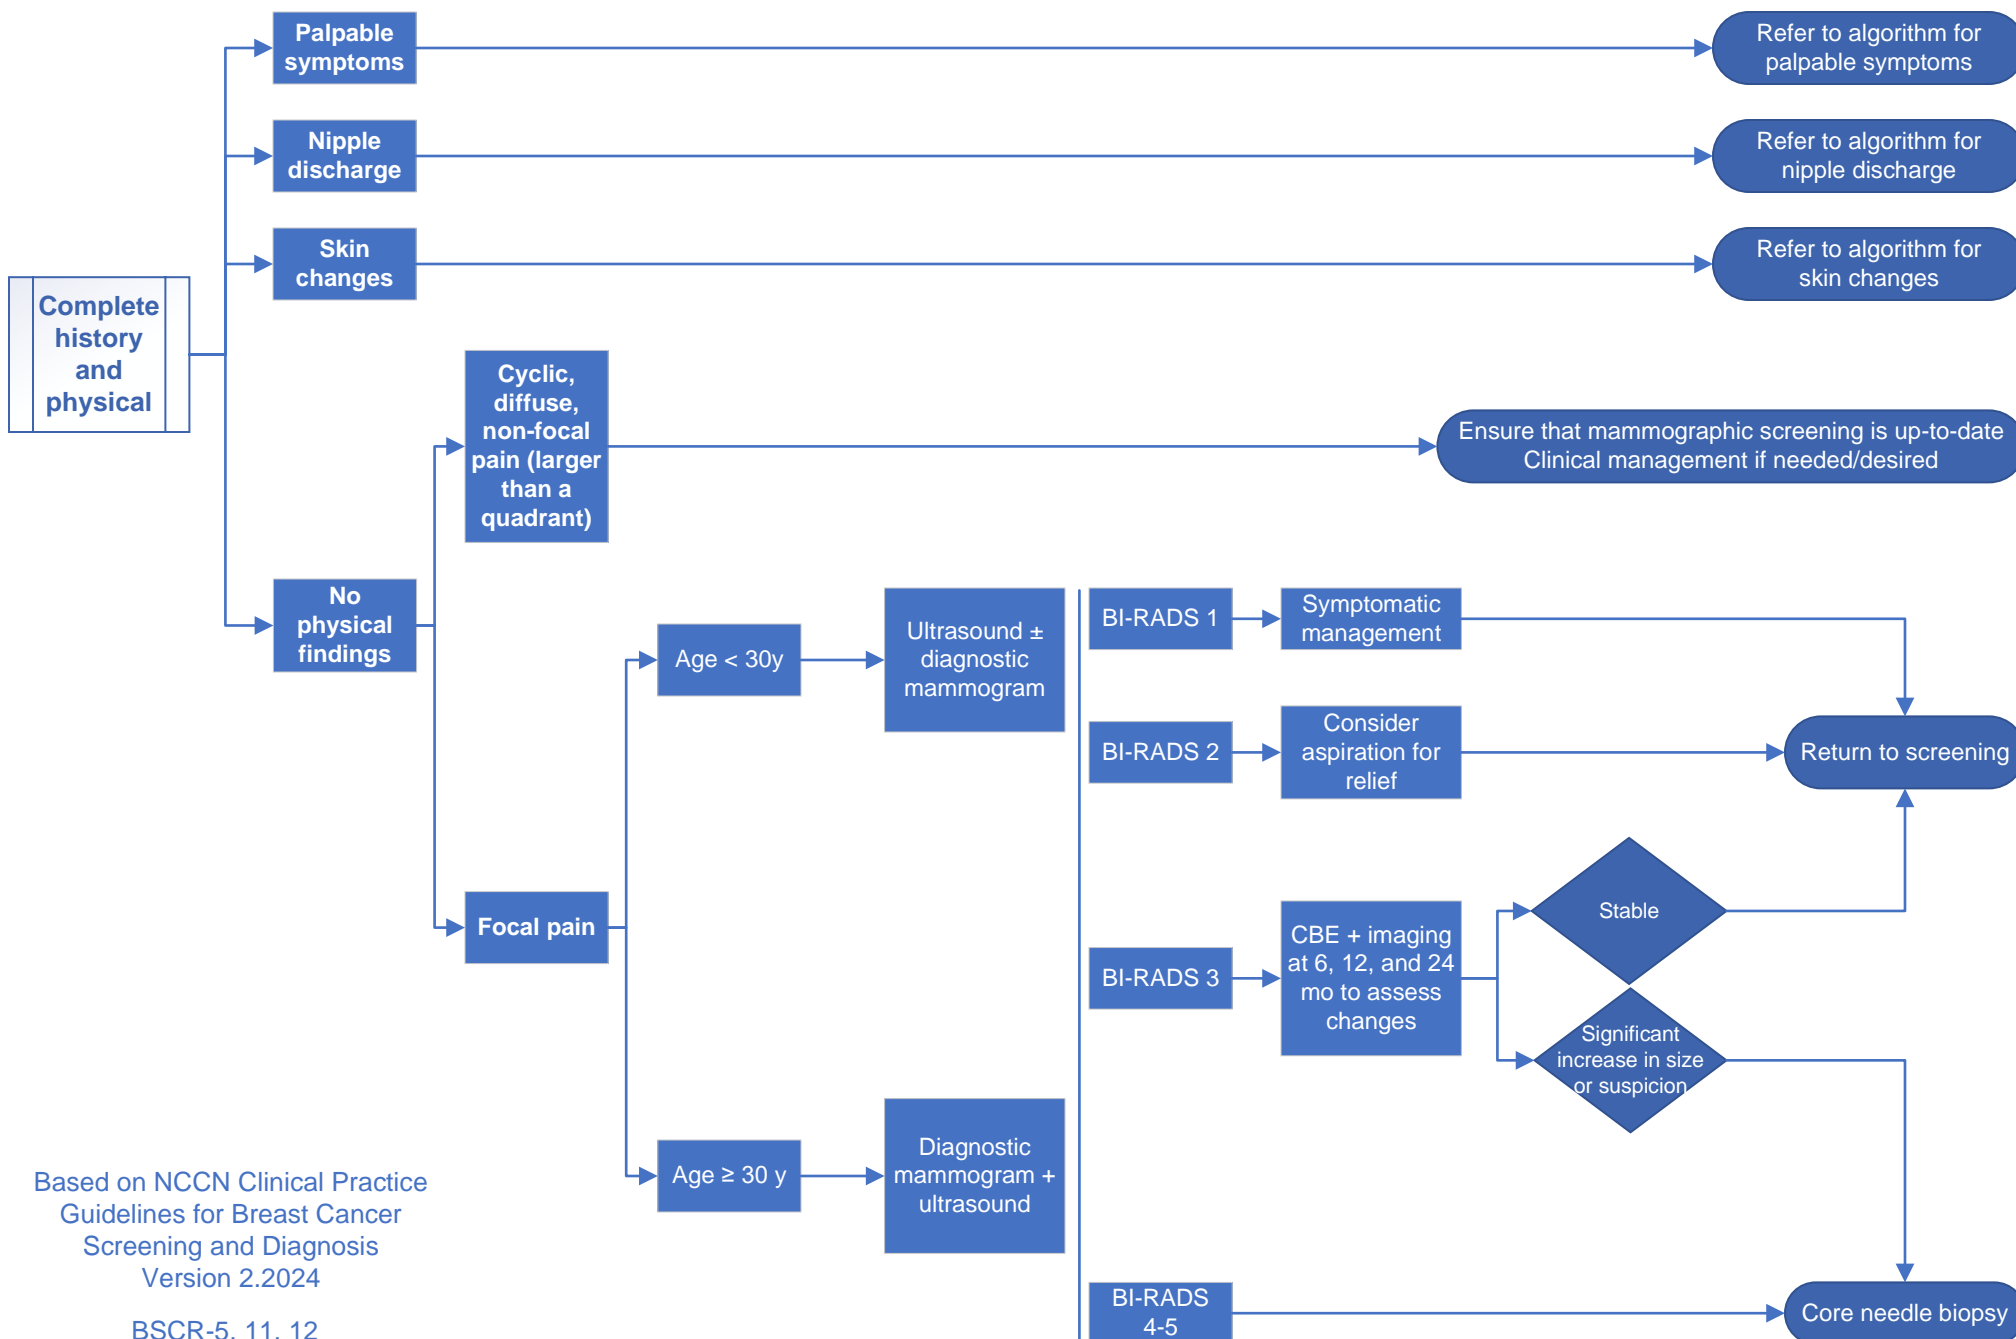 Palpable
symptoms
Refer to algorithm for
palpable symptoms
Nipple
discharge
Refer to algorithm for
nipple discharge
Skin
changes
Refer to algorithm for
skin changes
Complete
history
and
physical
Cyclic,
diffuse,
non-focal
pain (larger
than a
quadrant)
Ensure that mammographic screening is up-to-date
Clinical management if needed/desired
No
physical
findings
Focal pain
Age < 30y
Ultrasound ±
diagnostic
mammogram
Age ≥ 30 y
Diagnostic
mammogram +
ultrasound
BI-RADS 1
Symptomatic
management
BI-RADS 2
Consider
aspiration for
relief
Return to screening
BI-RADS 3
CBE + imaging
at 6, 12, and 24
mo to assess
changes
Stable
Significant
increase in size
or suspicion
BI-RADS
4-5
Core needle biopsy
Based on NCCN Clinical Practice
Guidelines for Breast Cancer
Screening and Diagnosis
Version 2.2024
BSCR-5, 11, 12